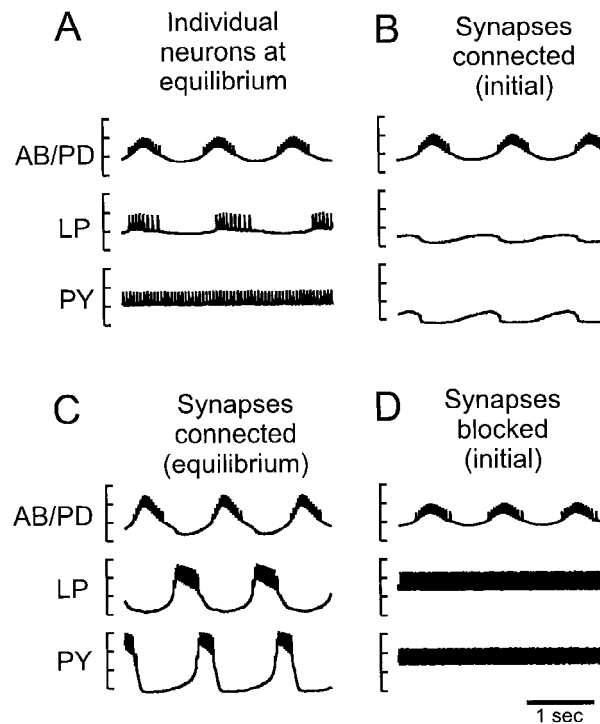 A
Individual
neurons at
equilibrium
B
Synapses
connected
(initial)
AB/PD
LP
PY
C
Synapses
connected
(equilibrium)
D
Synapses
blocked
(initial)
AB/PD
LP
PY
1 sec